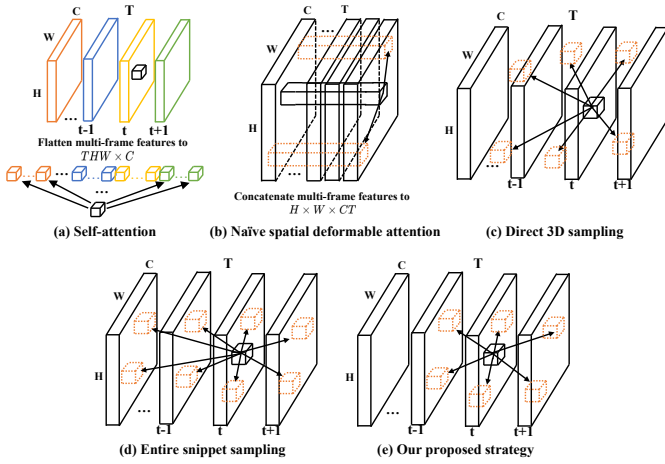 C
T
W
H
...
t-1
t
t+1
Flatten multi-frame features to
THW × C
... ... ... ... ...
...
(a) Self-attention
C
T
...
W
H
Concatenate multi-frame features to
H × W × CT
(b) Naïve spatial deformable attention
C
T
W
H
...
t-1
t
t+1
(c) Direct 3D sampling
C
T
W
H
...
t-1
t
t+1
(d) Entire snippet sampling
C
T
W
H
...
t-1
t
t+1
(e) Our proposed strategy